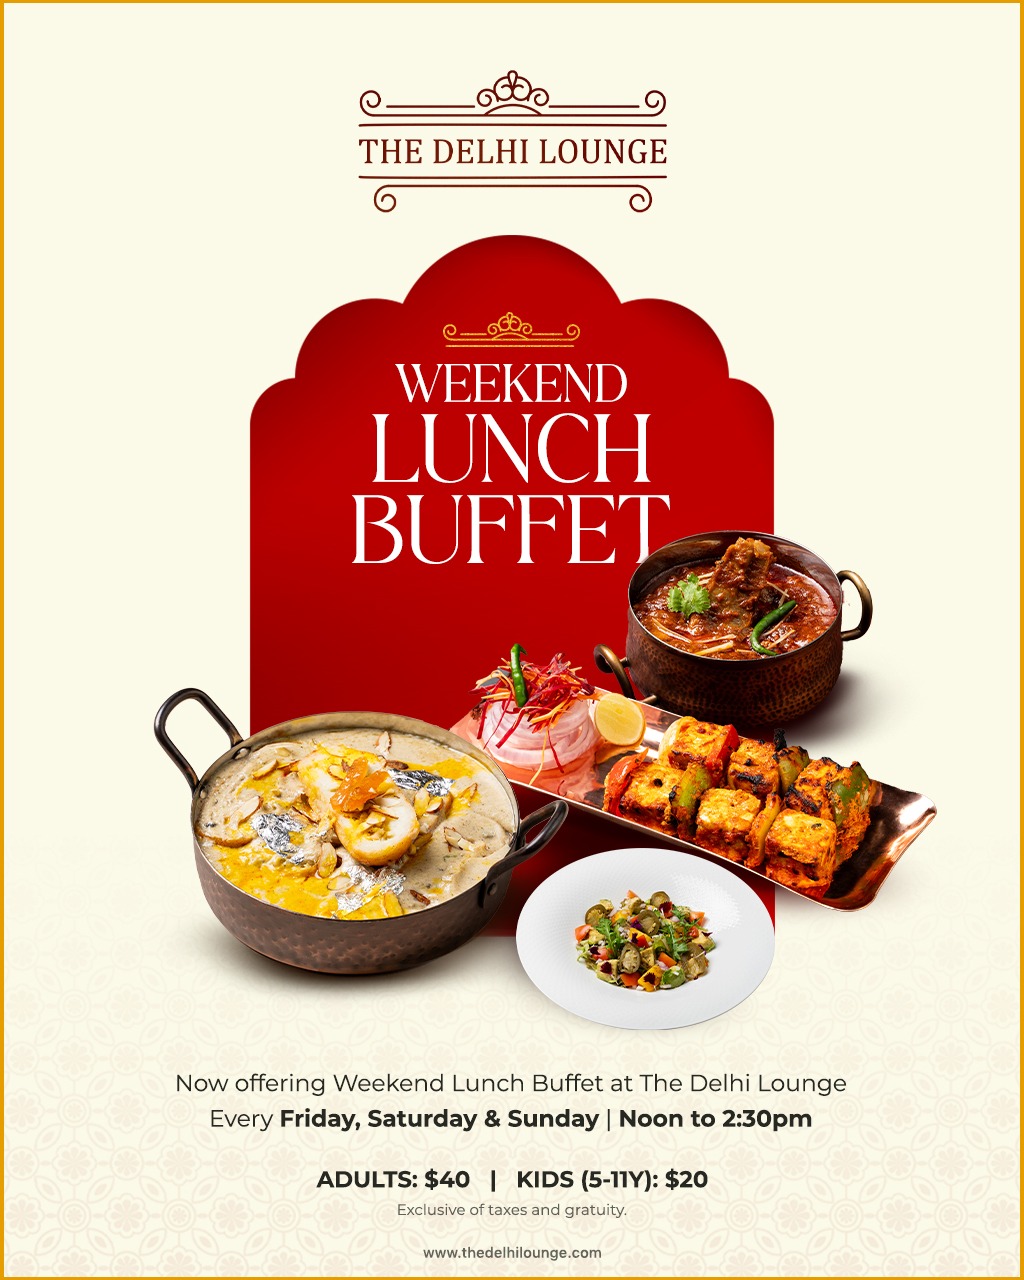 THE DELHI LOUNGE
WEEKEND
LUNCH
BUFFET
Now offering Weekend Lunch Buffet at The Delhi Lounge
Every Friday, Saturday & Sunday | Noon to 2:30pm
ADULTS: $40 | KIDS (5-11Y): $20
Exclusive of taxes and gratuity.
www.thedelhilounge.com